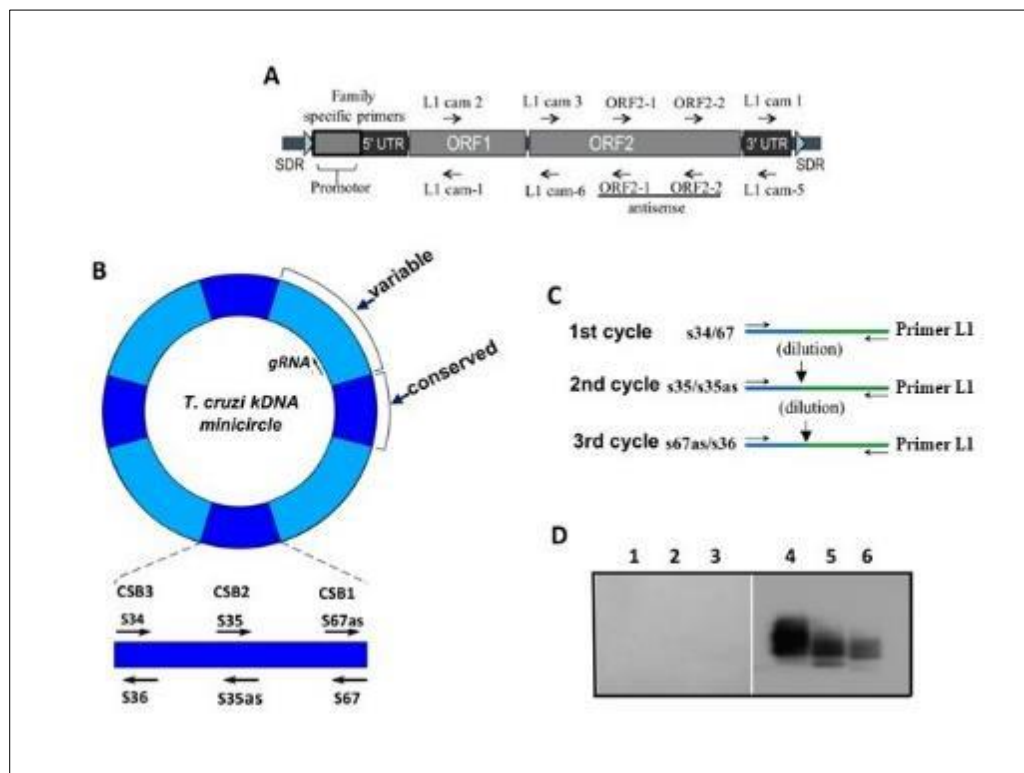 A
Family
specific primers
L1 cam 2
L1 cam 3
ORF2-1
ORF2-2
L1 cam 1
SDR
5' UTR
ORF1
ORF2
3' UTR
SDR
Promotor
L1 cam-1
L1 cam-6
ORF2-1
ORF2-2
L1 cam-5
antisense
B
variable
conserved
gRNA
T. cruzi kDNA
minicircle
CSB3
CSB2
CSB1
S34
S35
S67as
S36
S35as
S67
C
1st cycle s34/67 Primer L1
(dilution)
2nd cycle s35/s35as Primer L1
(dilution)
3rd cycle s67as/s36 Primer L1
D
1 2 3 4 5 6